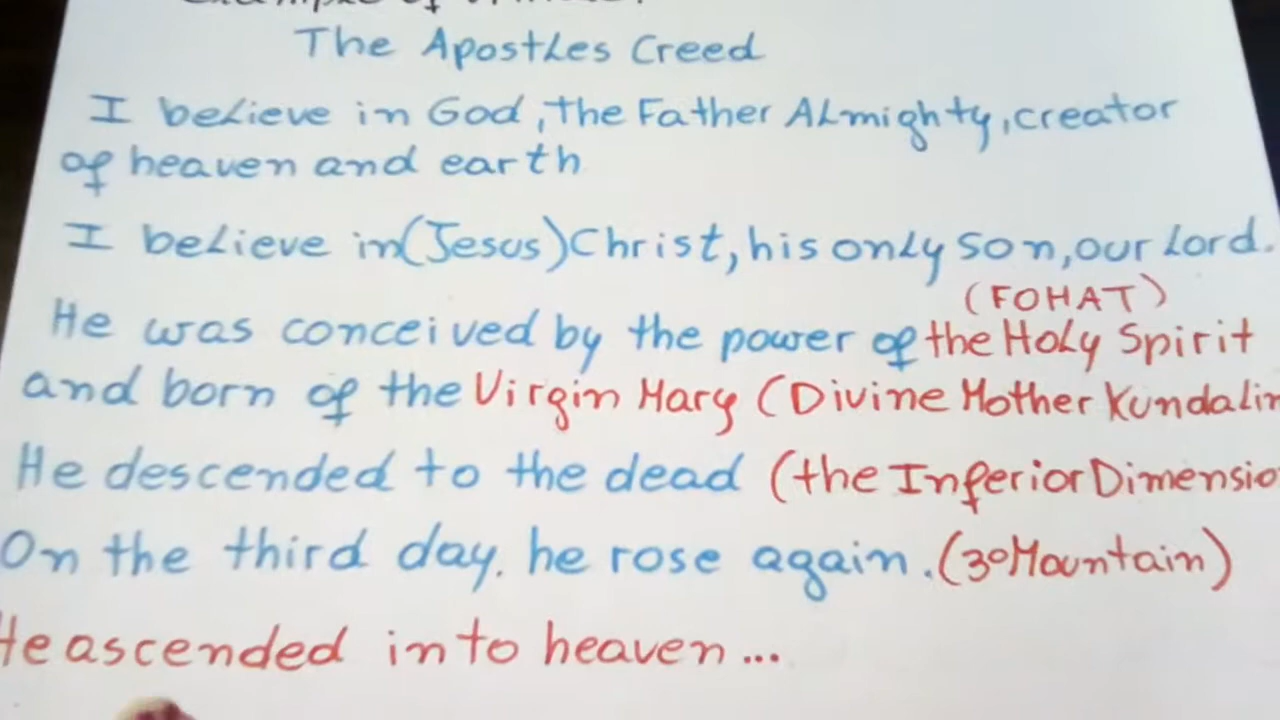 The Apostles Creed
I believe in God, the Father Almighty, creator
of heaven and earth
I believe in (Jesus) Christ, his only son, our Lord.
(FOHAT)
He was conceived by the power of the Holy Spirit
and born of the Virgin Mary (Divine Mother Kundalin
He descended to the dead (the Inferior Dimensio
On the third day. he rose again. (3º Mountain)
He ascended into heaven...